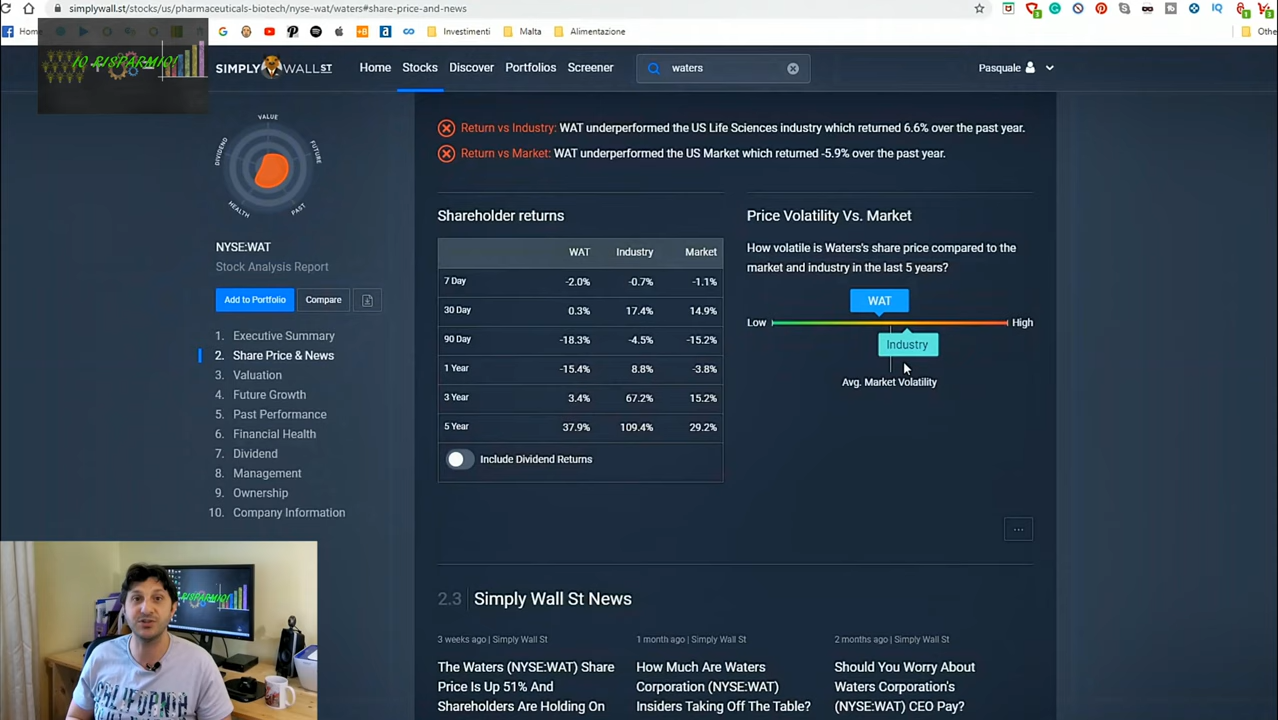 simplywall.st/stocks/us/pharmaceuticals-biotech/nyse-wat/waters#share-price-and-news
Home
Investimenti
Malta
Alimentazione
Othe
IO RISPARMIO!
SIMPLY WALL ST
Home
Stocks
Discover
Portfolios
Screener
waters
Pasquale
VALUE
FUTURE
PAST
HEALTH
DIVIDEND
NYSE:WAT
Stock Analysis Report
Add to Portfolio
Compare
1. Executive Summary
2. Share Price & News
3. Valuation
4. Future Growth
5. Past Performance
6. Financial Health
7. Dividend
8. Management
9. Ownership
10. Company Information
Return vs Industry: WAT underperformed the US Life Sciences industry which returned 6.6% over the past year.
Return vs Market: WAT underperformed the US Market which returned -5.9% over the past year.
Shareholder returns
WAT Industry Market
7 Day -2.0% -0.7% -1.1%
30 Day 0.3% 17.4% 14.9%
90 Day -18.3% -4.5% -15.2%
1 Year -15.4% 8.8% -3.8%
3 Year 3.4% 67.2% 15.2%
5 Year 37.9% 109.4% 29.2%
Include Dividend Returns
Price Volatility Vs. Market
How volatile is Waters's share price compared to the
market and industry in the last 5 years?
WAT
Low
High
Industry
Avg. Market Volatility
...
2.3 Simply Wall St News
3 weeks ago | Simply Wall St
The Waters (NYSE:WAT) Share
Price Is Up 51% And
Shareholders Are Holding On
1 month ago | Simply Wall St
How Much Are Waters
Corporation (NYSE:WAT)
Insiders Taking Off The Table?
2 months ago | Simply Wall St
Should You Worry About
Waters Corporation's
(NYSE:WAT) CEO Pay?
RISPARMIO!
CALIFORNIA